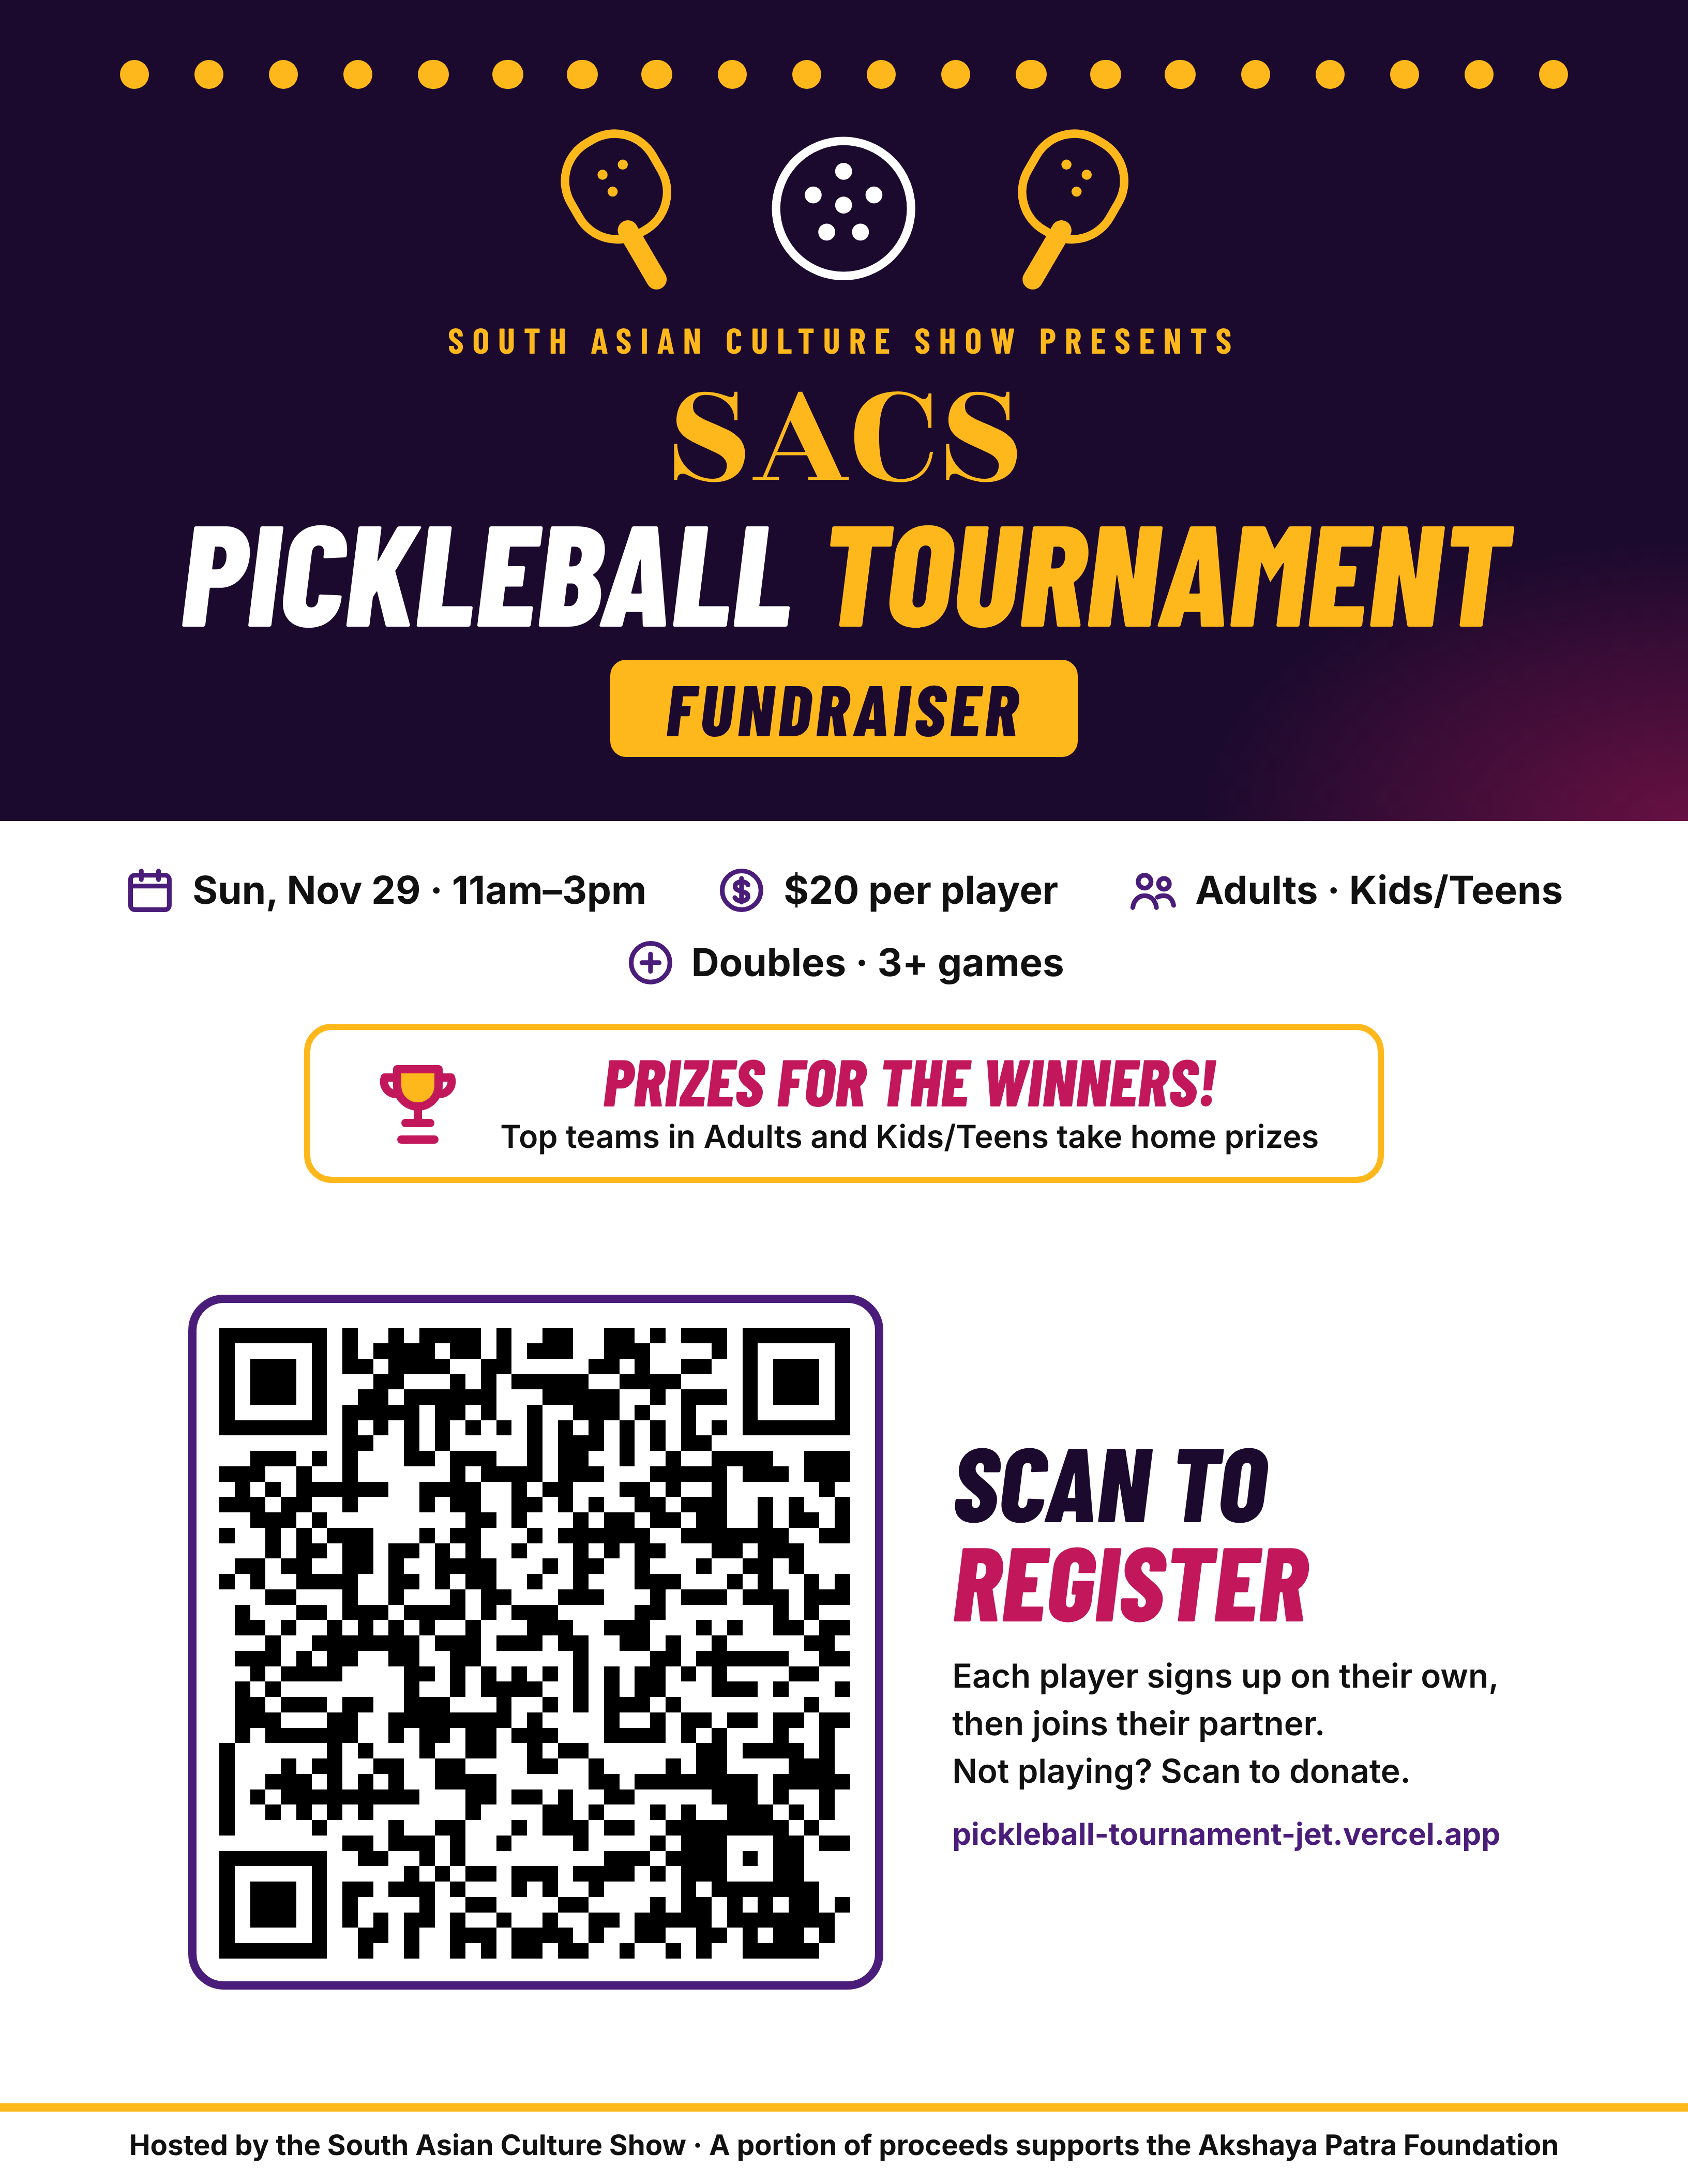 SOUTH ASIAN CULTURE SHOW PRESENTS
SACS
PICKLEBALL TOURNAMENT
FUNDRAISER
Sun, Nov 29 · 11am–3pm
$20 per player
Adults · Kids/Teens
Doubles · 3+ games
PRIZES FOR THE WINNERS!
Top teams in Adults and Kids/Teens take home prizes
SCAN TO
REGISTER
Each player signs up on their own,
then joins their partner.
Not playing? Scan to donate.
pickleball-tournament-jet.vercel.app
Hosted by the South Asian Culture Show · A portion of proceeds supports the Akshaya Patra Foundation